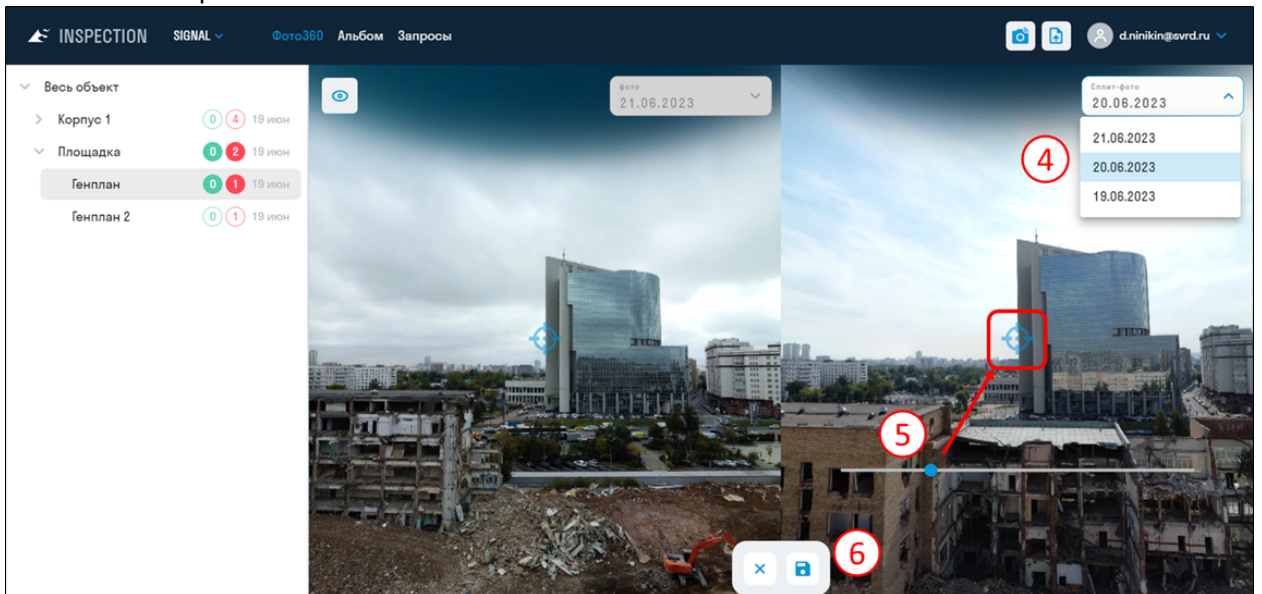 INSPECTION SIGNAL Фото360 Альбом Запросы d.ninikin@svrd.ru
Весь объект
Корпус 1 0 4 19 июн
Площадка 0 2 19 июн
Генплан 0 1 19 июн
Генплан 2 0 1 19 июн
фото
21.06.2023
Сплит-фото
20.06.2023
21.06.2023
20.06.2023
19.06.2023
4
5
6